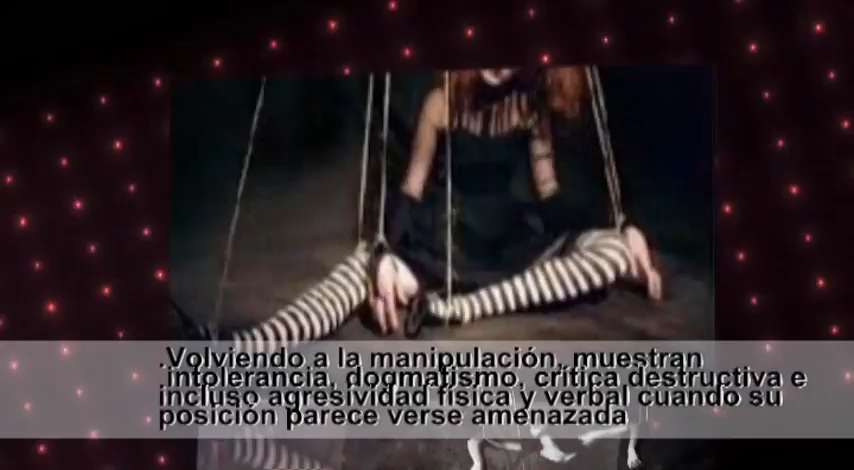 .Volviendo a la manipulación, muestran
intolerancia, dogmatismo, crítica destructiva e
incluso agresividad física y verbal cuando su
posición parece verse amenazada